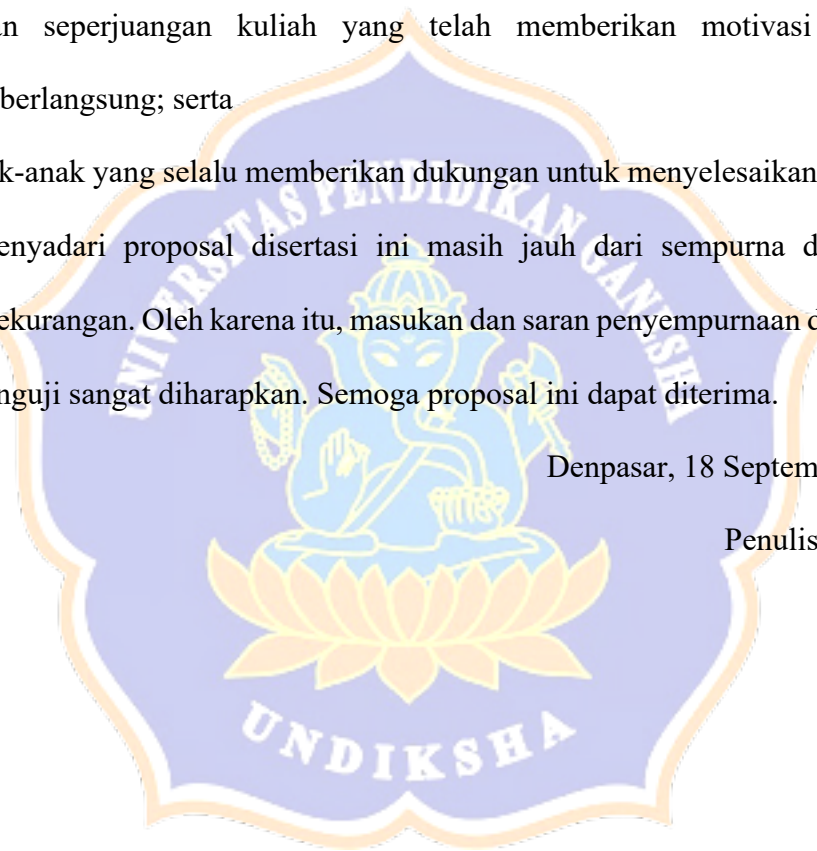 an seperjuangan kuliah yang telah memberikan motivasi
berlangsung; serta
k-anak yang selalu memberikan dukungan untuk menyelesaikan
enyadari proposal disertasi ini masih jauh dari sempurna d
ekurangan. Oleh karena itu, masukan dan saran penyempurnaan d
nguji sangat diharapkan. Semoga proposal ini dapat diterima.
Denpasar, 18 Septem
Penulis
UNIVERSITAS PENDIDIKAN GANESHA
UNDIKSHA